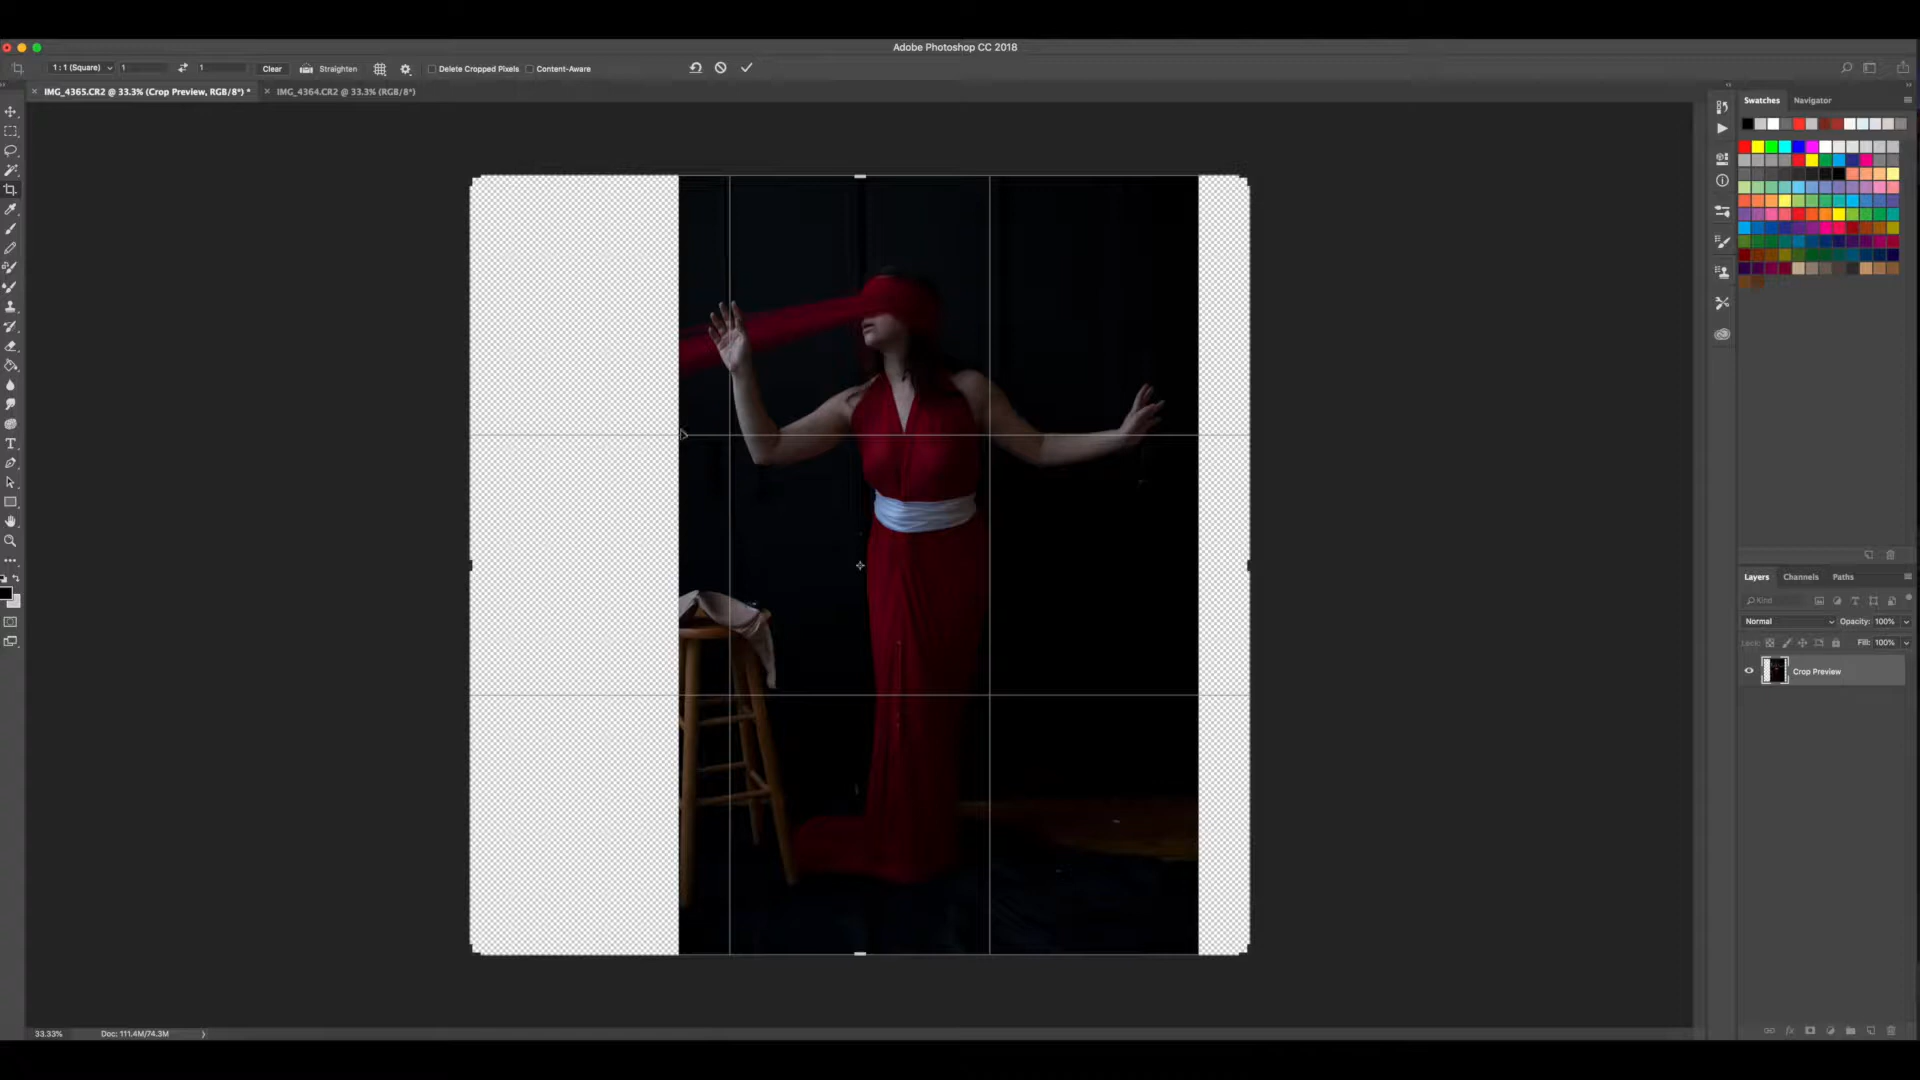 Adobe Photoshop CC 2018
1 : 1 (Square) 1 1 Clear Straighten Delete Cropped Pixels Content-Aware
IMG_4365.CR2 @ 33.3% (Crop Preview, RGB/8*) * IMG_4364.CR2 @ 33.3% (RGB/8*)
Swatches Navigator
Layers Channels Paths
Kind
Normal Opacity: 100%
Lock: Fill: 100%
Crop Preview
33.33% Doc: 111.4M/74.3M